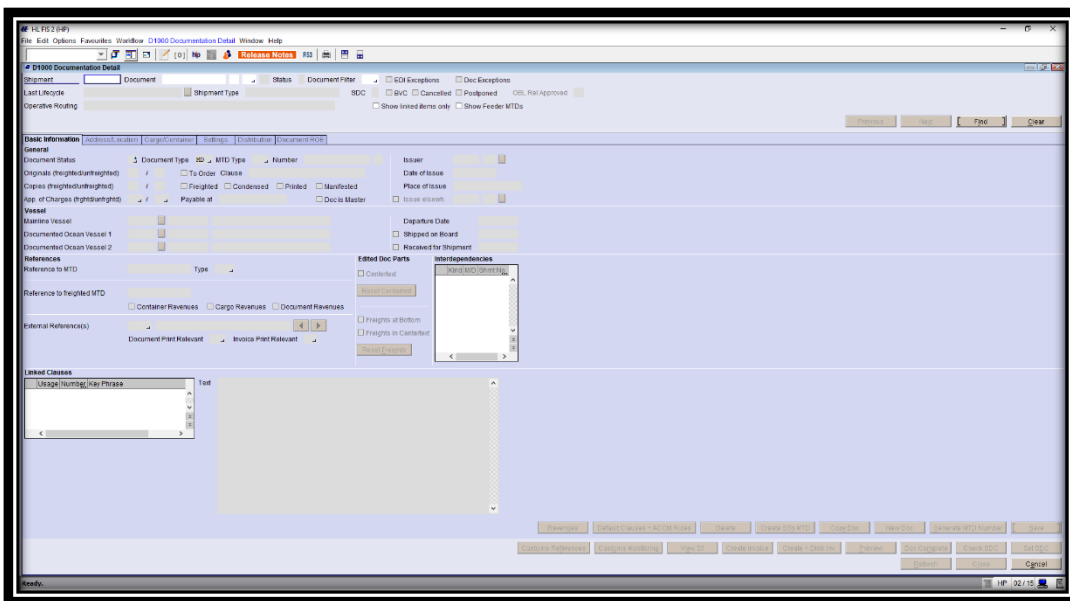 HL FIS 2 (HP)
File Edit Options Favourites Workflow D1000 Documentation Detail Window Help
[0] hip Release Notes RS3
D1000 Documentation Detail
Shipment Document Status Document Filter EDI Exceptions Doc Exceptions
Last Lifecycle Shipment Type SDC BVC Cancelled Postponed OBL Rel Approved
Operative Routing Show linked items only Show Feeder MTDs
Previous Next Find Clear
Basic Information Address/Location Cargo/Container Settings Distribution Document ROE
General
Document Status Document Type MTD Type Number Issuer
Originals (freighted/unfreighted) / To Order Clause Date of Issue
Copies (freighted/unfreighted) / Freighted Condensed Printed Manifested Place of Issue
App. of Charges (frghtd/unfrghtd) / Payable at Doc is Master Issue elsewh.
Vessel
Mainline Vessel Departure Date
Documented Ocean Vessel 1 Shipped on Board
Documented Ocean Vessel 2 Received for Shipment
References Edited Doc Parts Interdependencies
Reference to MTD Type Centertext Kind M/D Shmt No.
Reference to freighted MTD Reset Centertext
Container Revenues Cargo Revenues Document Revenues
External Reference(s) Freights at Bottom
Freights in Centertext
Document Print Relevant Invoice Print Relevant Reset Freights
Linked Clauses
Usage Number Key Phrase Text
Revenues Default Clauses + ACCM Rules Delete Create SDs MTD Copy Doc New Doc Generate MTD Number Save
Customs References Customs Monitoring View SI Create Invoice Create + Distr Inv Preview Doc Complete Check SDC Set SDC
Refresh Close Cancel
Ready. HP 02/15